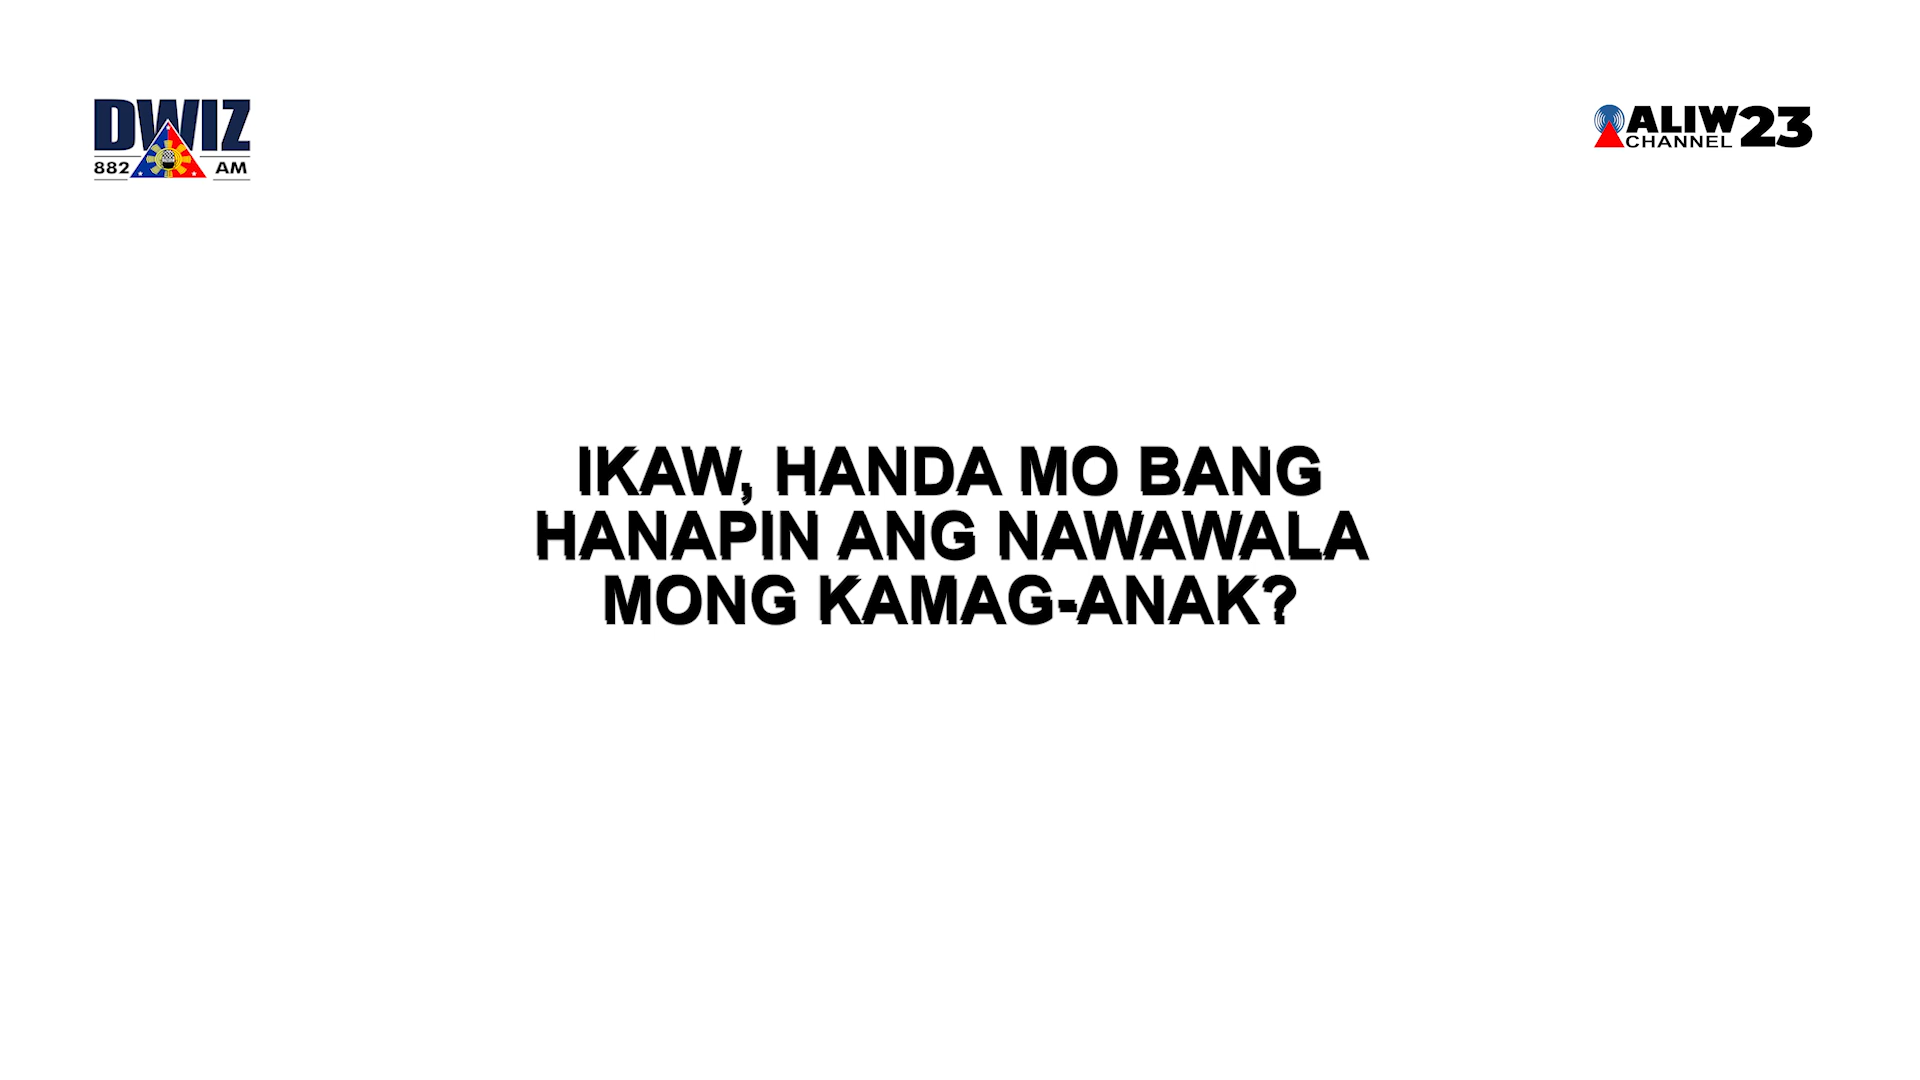 DWIZ
882 AM
ALIW 23
CHANNEL
IKAW, HANDA MO BANG
HANAPIN ANG NAWAWALA
MONG KAMAG-ANAK?